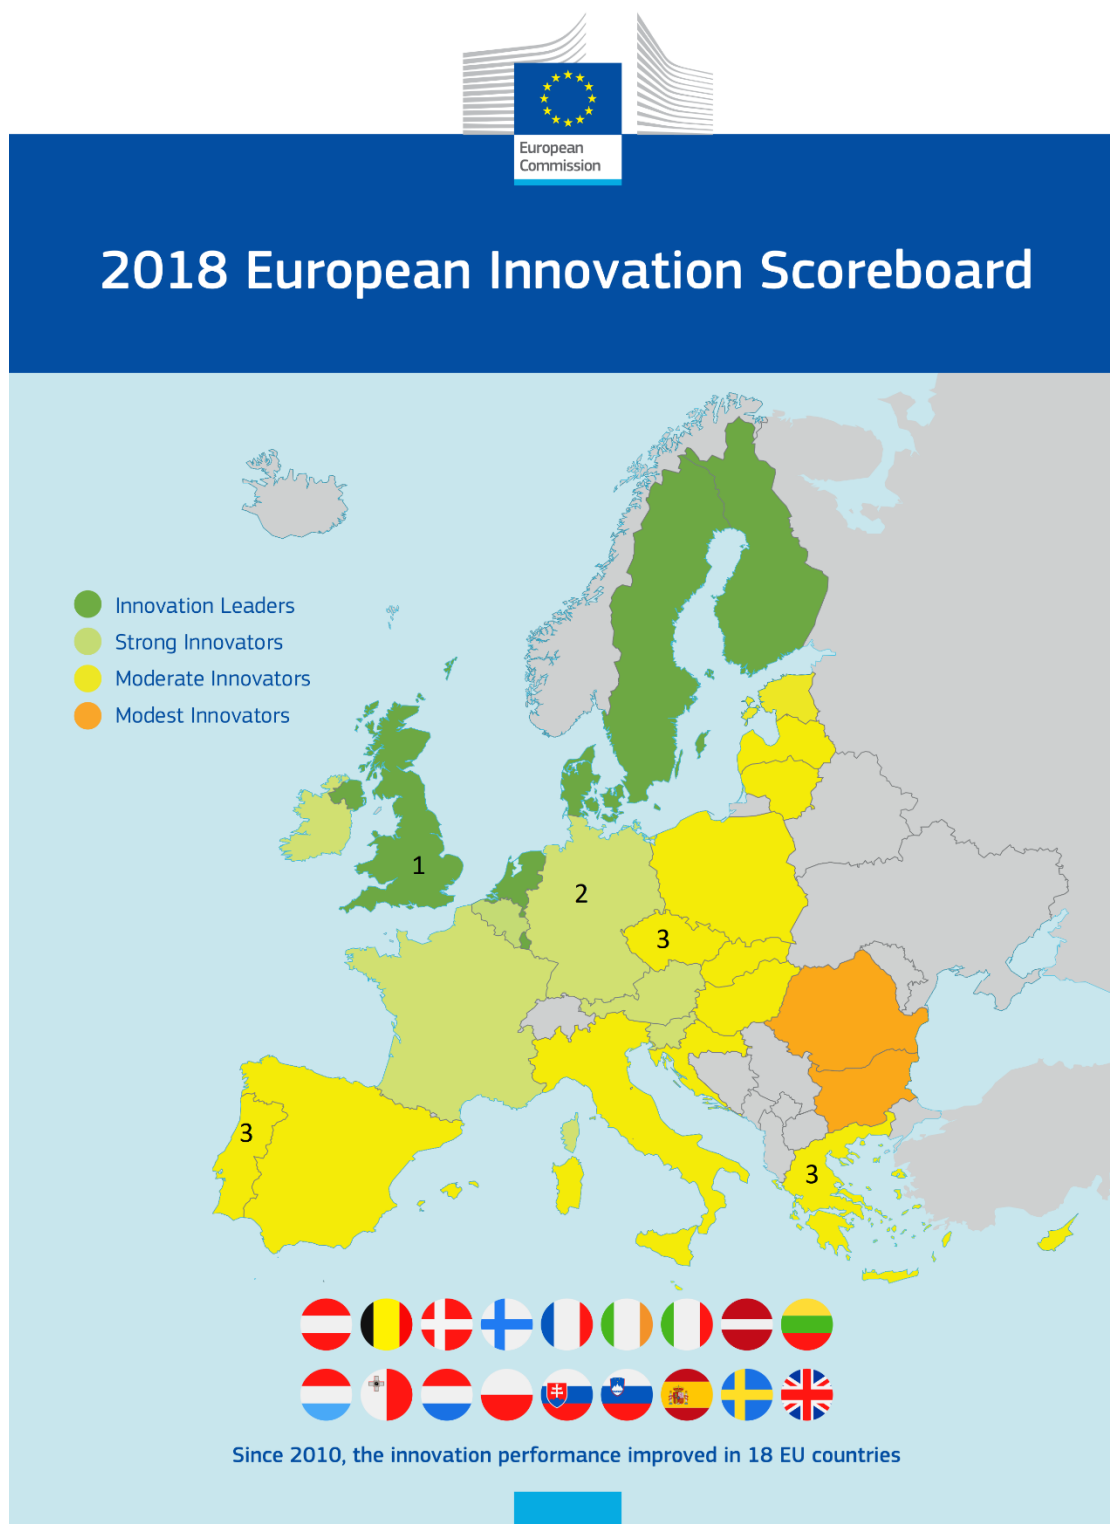 European
Commission
2018 European Innovation Scoreboard
Innovation Leaders
Strong Innovators
Moderate Innovators
Modest Innovators
1
2
3
3
3
Since 2010, the innovation performance improved in 18 EU countries